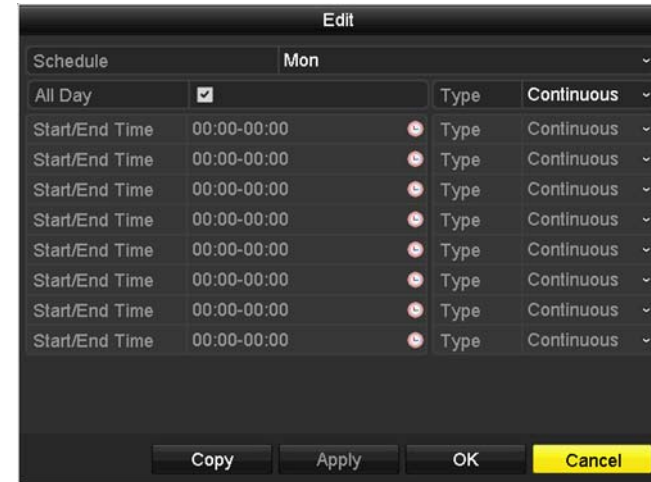 Edit
Schedule Mon
All Day Type Continuous
Start/End Time 00:00-00:00 Type Continuous
Start/End Time 00:00-00:00 Type Continuous
Start/End Time 00:00-00:00 Type Continuous
Start/End Time 00:00-00:00 Type Continuous
Start/End Time 00:00-00:00 Type Continuous
Start/End Time 00:00-00:00 Type Continuous
Start/End Time 00:00-00:00 Type Continuous
Start/End Time 00:00-00:00 Type Continuous
Copy Apply OK Cancel